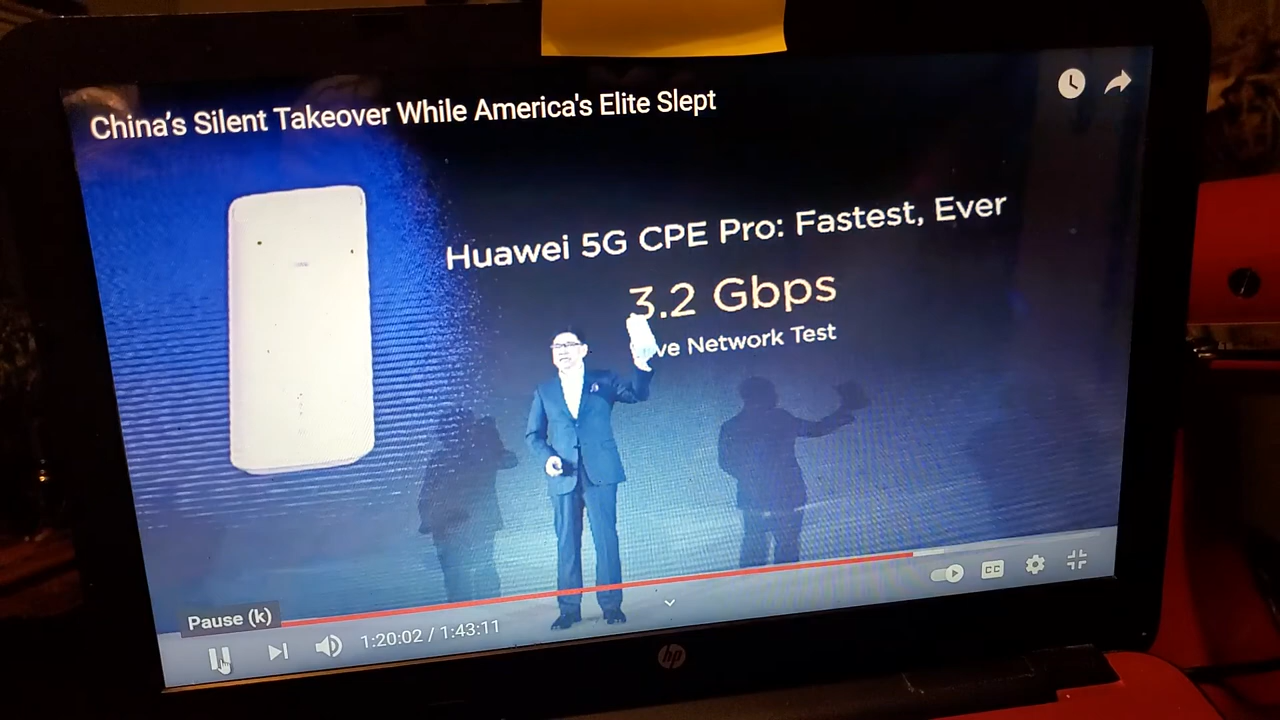 China's Silent Takeover While America's Elite Slept
Huawei 5G CPE Pro: Fastest, Ever
3.2 Gbps
ve Network Test
Pause (k)
1:20:02 / 1:43:11
CC
hp